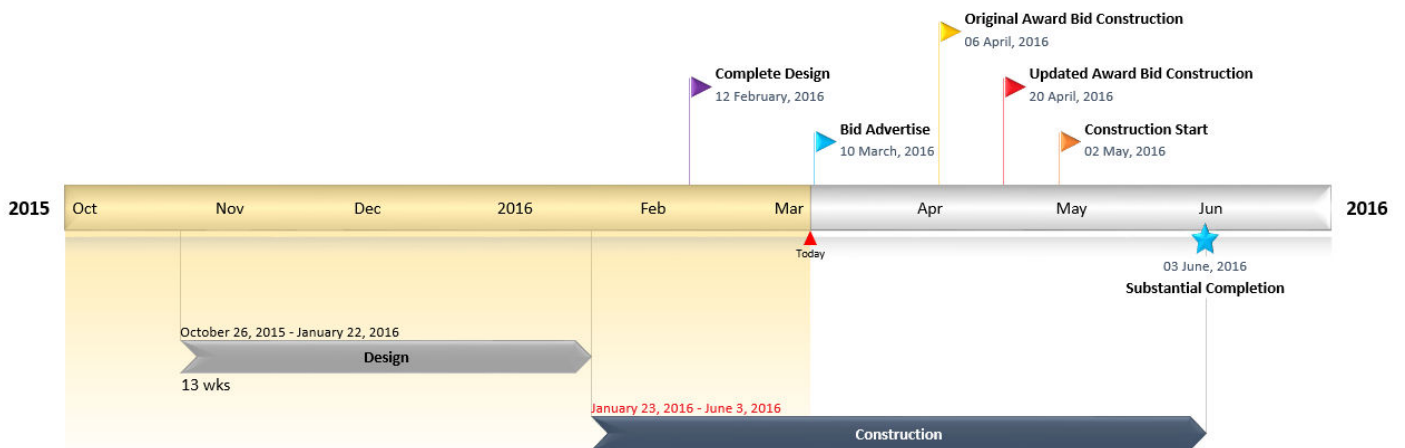 Original Award Bid Construction
06 April, 2016
Complete Design
12 February, 2016
Updated Award Bid Construction
20 April, 2016
Bid Advertise
10 March, 2016
Construction Start
02 May, 2016
2015 Oct Nov Dec 2016 Feb Mar Apr May Jun 2016
Today
03 June, 2016
Substantial Completion
October 26, 2015 - January 22, 2016
Design
13 wks
January 23, 2016 - June 3, 2016
Construction